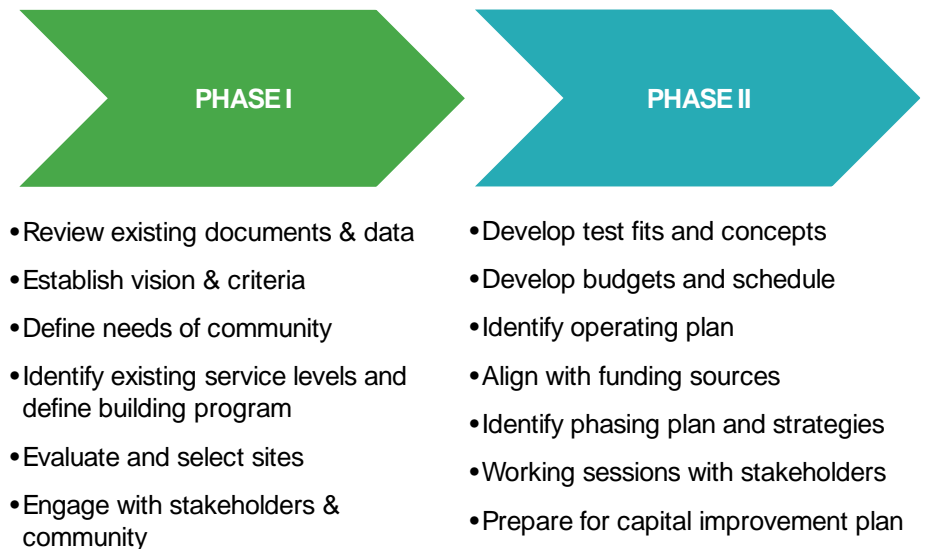 PHASE I
•Review existing documents & data
•Establish vision & criteria
•Define needs of community
•Identify existing service levels and
define building program
•Evaluate and select sites
•Engage with stakeholders &
community
PHASE II
•Develop test fits and concepts
•Develop budgets and schedule
•Identify operating plan
•Align with funding sources
•Identify phasing plan and strategies
•Working sessions with stakeholders
•Prepare for capital improvement plan